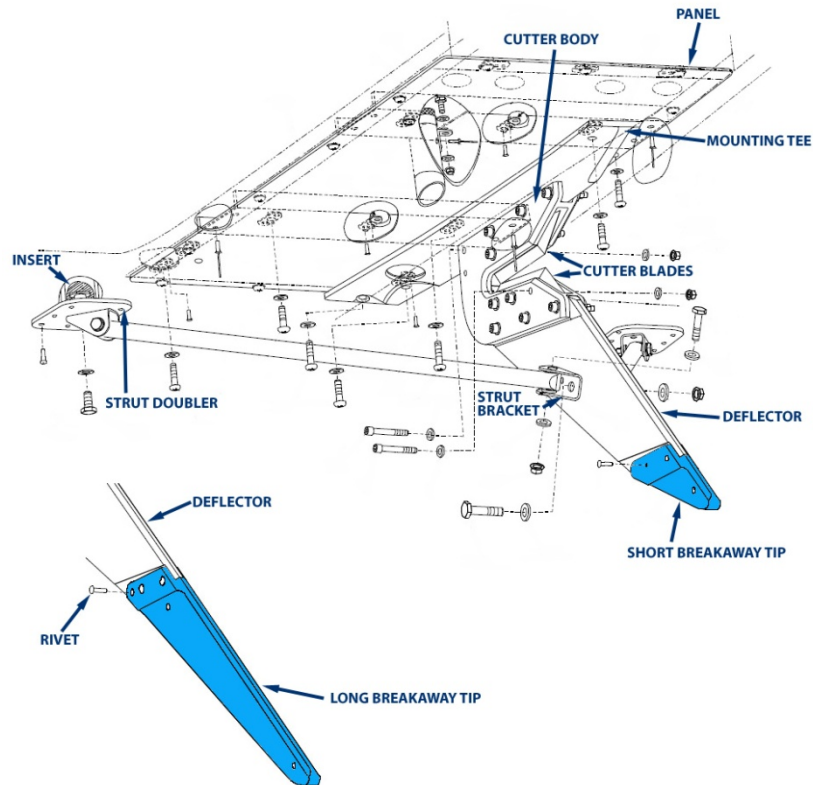 PANEL
CUTTER BODY
MOUNTING TEE
INSERT
CUTTER BLADES
STRUT DOUBLER
STRUT
BRACKET
DEFLECTOR
DEFLECTOR
SHORT BREAKAWAY TIP
RIVET
LONG BREAKAWAY TIP